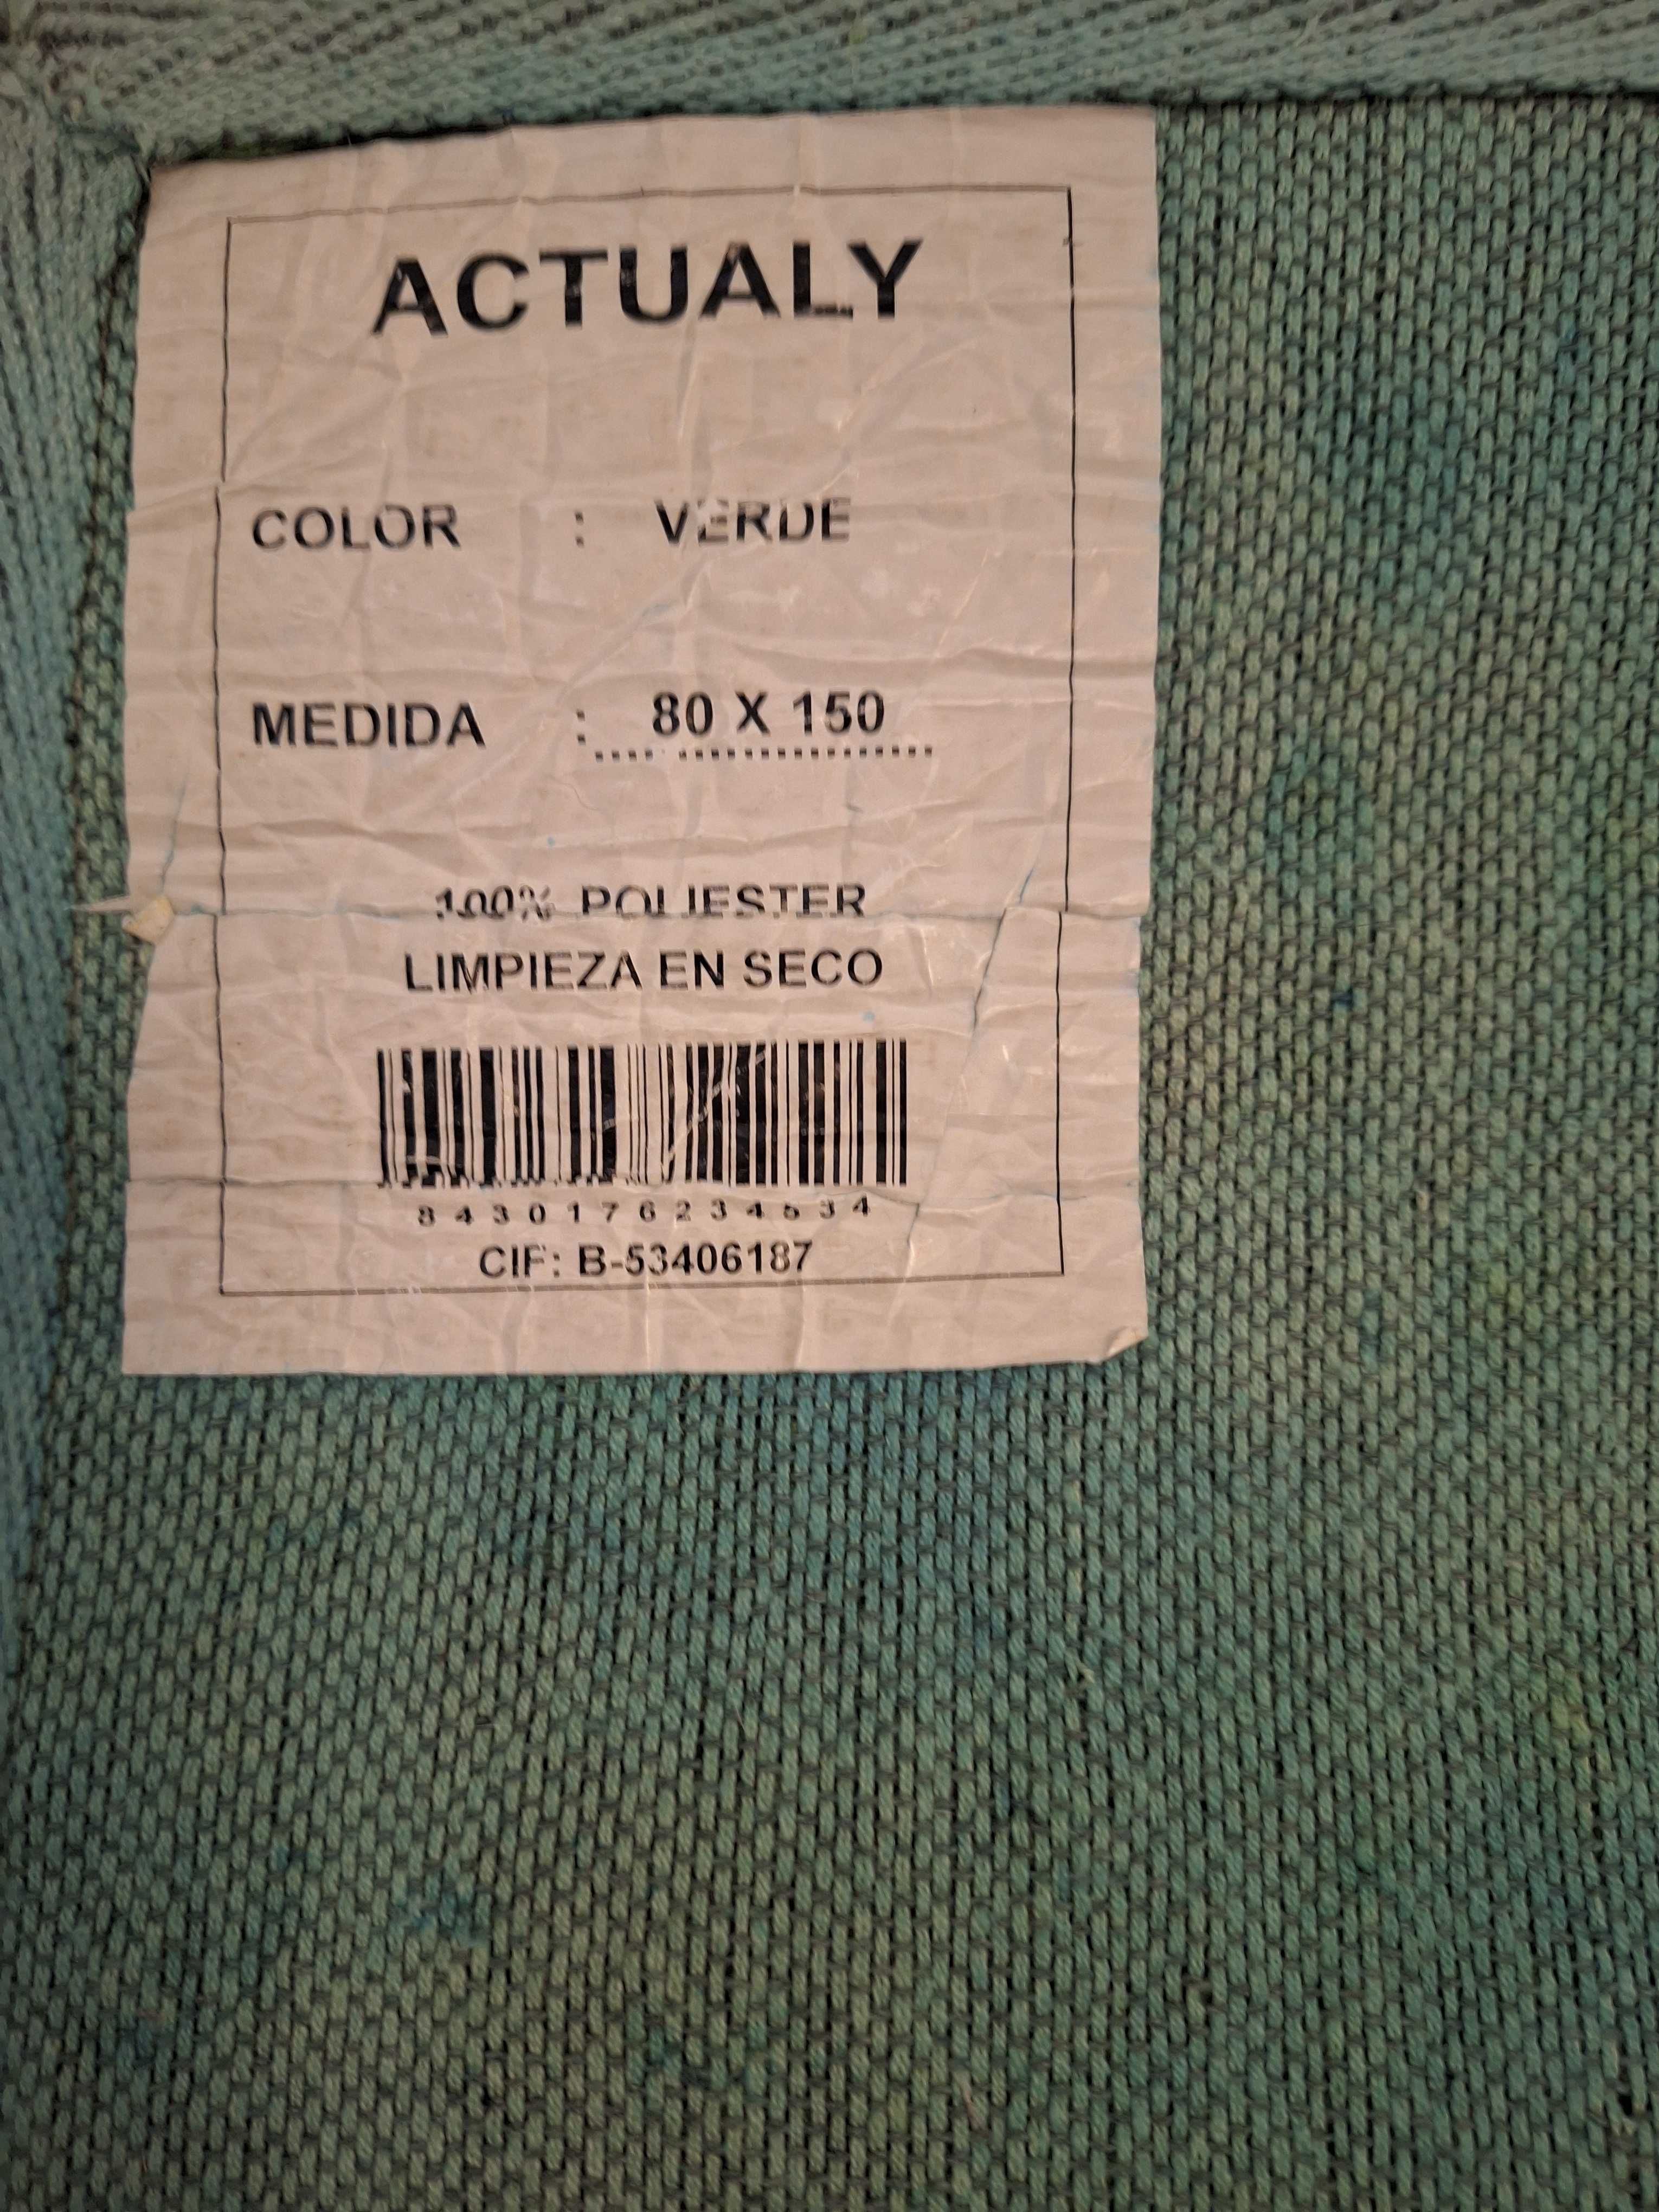 ACTUALY
COLOR : VERDE
MEDIDA : 80 X 150
100% POLIESTER
LIMPIEZA EN SECO
8430176234534
CIF: B-53406187